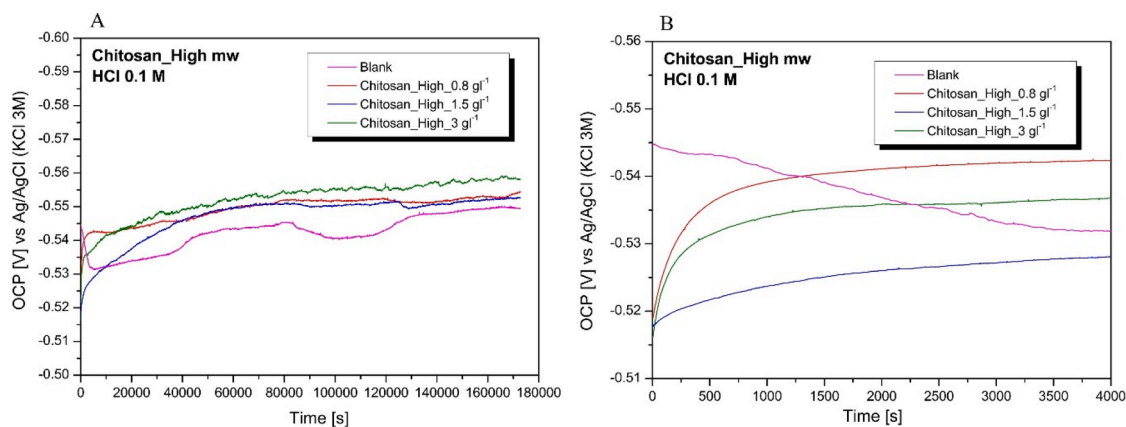 A
Chitosan_High mw
HCl 0.1 M
Blank
Chitosan_High_0.8 gl⁻¹
Chitosan_High_1.5 gl⁻¹
Chitosan_High_3 gl⁻¹
OCP [V] vs Ag/AgCl (KCl 3M)
-0.60
-0.59
-0.58
-0.57
-0.56
-0.55
-0.54
-0.53
-0.52
-0.51
-0.50
0 20000 40000 60000 80000 100000 120000 140000 160000 180000
Time [s]
B
Chitosan_High mw
HCl 0.1 M
Blank
Chitosan_High_0.8 gl⁻¹
Chitosan_High_1.5 gl⁻¹
Chitosan_High_3 gl⁻¹
OCP [V] vs Ag/AgCl (KCl 3M)
-0.56
-0.55
-0.54
-0.53
-0.52
-0.51
0 500 1000 1500 2000 2500 3000 3500 4000
Time [s]